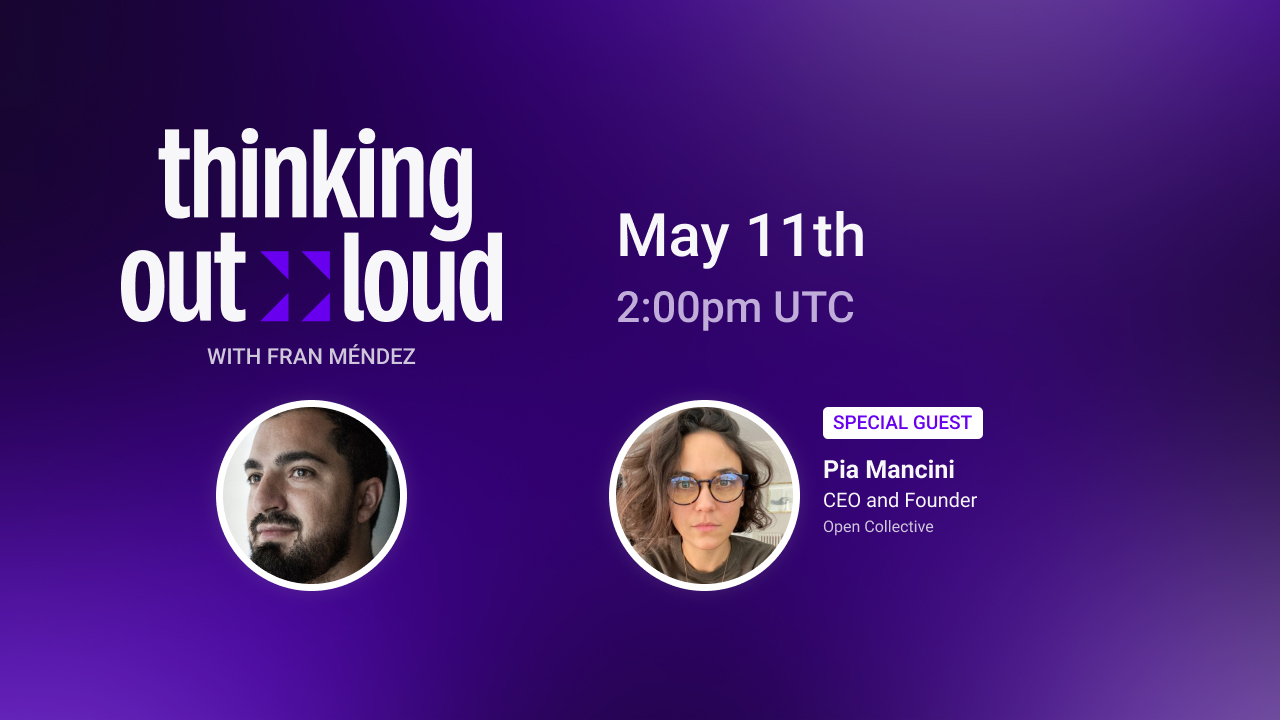 thinking
out loud
WITH FRAN MÉNDEZ
May 11th
2:00pm UTC
SPECIAL GUEST
Pia Mancini
CEO and Founder
Open Collective